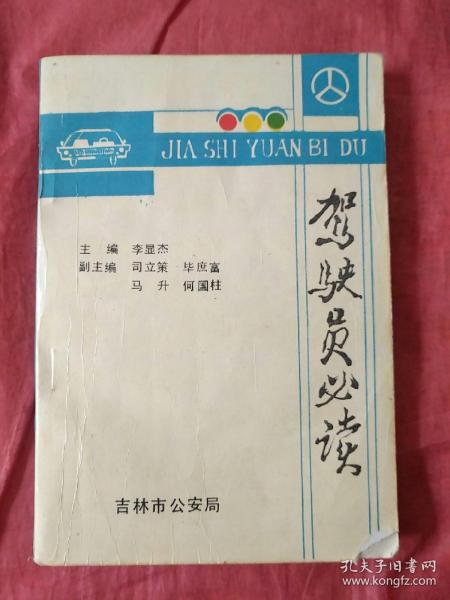 JIA SHI YUAN BI DU
驾驶员必读
主 编 李显杰
副主编 司立策 毕庶富
马 升 何国柱
吉林市公安局
孔夫子旧书网
www.kongfz.com